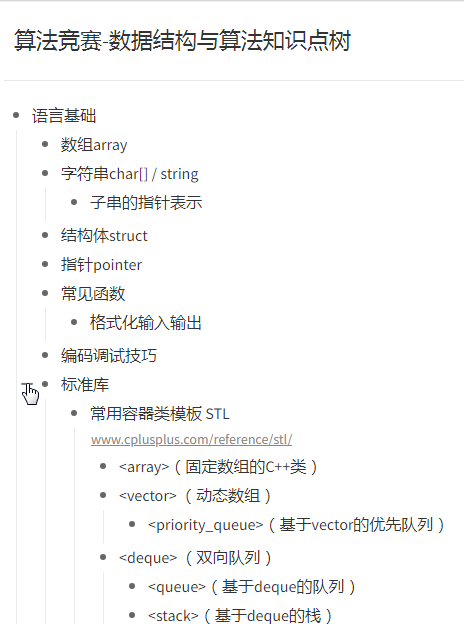 算法竞赛-数据结构与算法知识点树
语言基础
数组array
字符串char[] / string
子串的指针表示
结构体struct
指针pointer
常见函数
格式化输入输出
编码调试技巧
标准库
常用容器类模板 STL
www.cplusplus.com/reference/stl/
<array>（固定数组的C++类）
<vector> （动态数组）
<priority_queue>（基于vector的优先队列）
<deque> （双向队列）
<queue>（基于deque的队列）
<stack>（基于deque的栈）